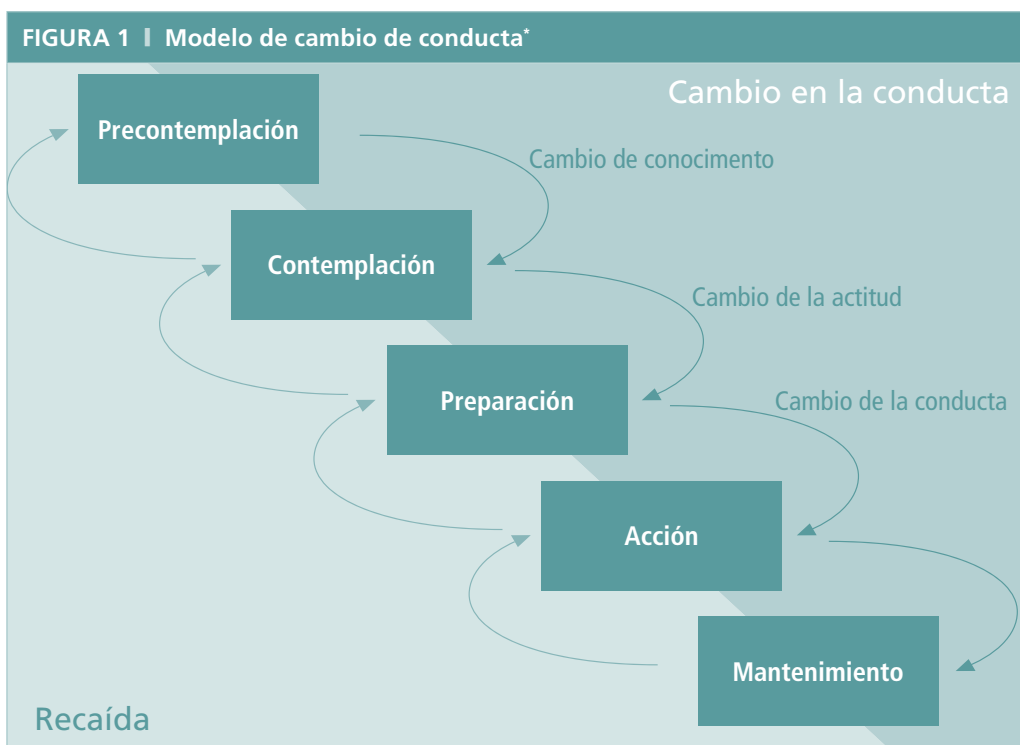 FIGURA 1 | Modelo de cambio de conducta*
Cambio en la conducta
Precontemplación
Cambio de conocimento
Contemplación
Cambio de la actitud
Preparación
Cambio de la conducta
Acción
Mantenimiento
Recaída